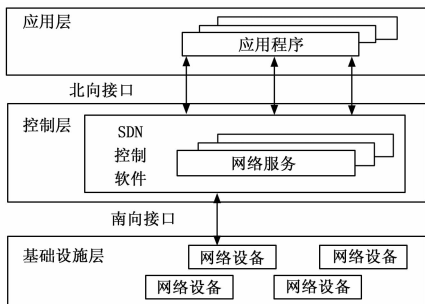 应用层
应用程序
北向接口
控制层
SDN
控制
软件
网络服务
南向接口
基础设施层
网络设备
网络设备
网络设备
网络设备